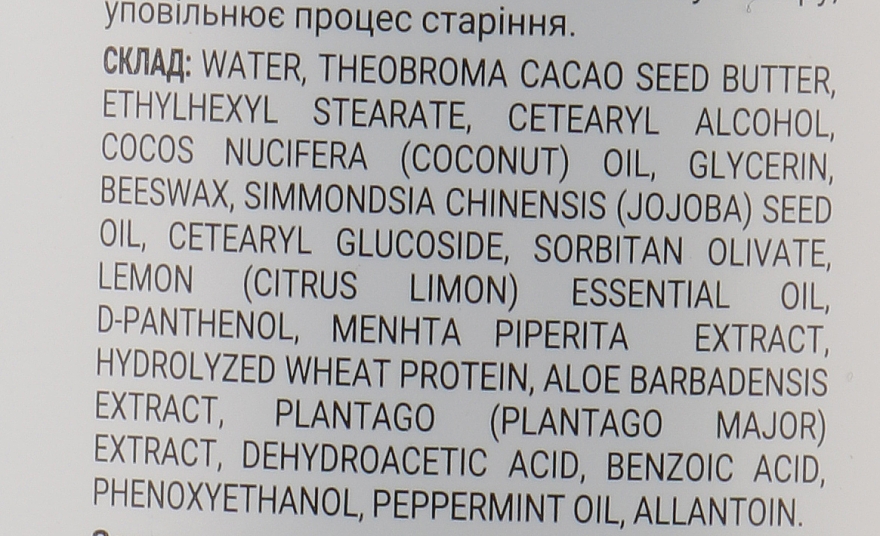 уповільнює процес старіння.
СКЛАД: WATER, THEOBROMA CACAO SEED BUTTER,
ETHYLHEXYL STEARATE, CETEARYL ALCOHOL,
COCOS NUCIFERA (COCONUT) OIL, GLYCERIN,
BEESWAX, SIMMONDSIA CHINENSIS (JOJOBA) SEED
OIL, CETEARYL GLUCOSIDE, SORBITAN OLIVATE,
LEMON (CITRUS LIMON) ESSENTIAL OIL,
D-PANTHENOL, MENHTA PIPERITA EXTRACT,
HYDROLYZED WHEAT PROTEIN, ALOE BARBADENSIS
EXTRACT, PLANTAGO (PLANTAGO MAJOR)
EXTRACT, DEHYDROACETIC ACID, BENZOIC ACID,
PHENOXYETHANOL, PEPPERMINT OIL, ALLANTOIN.